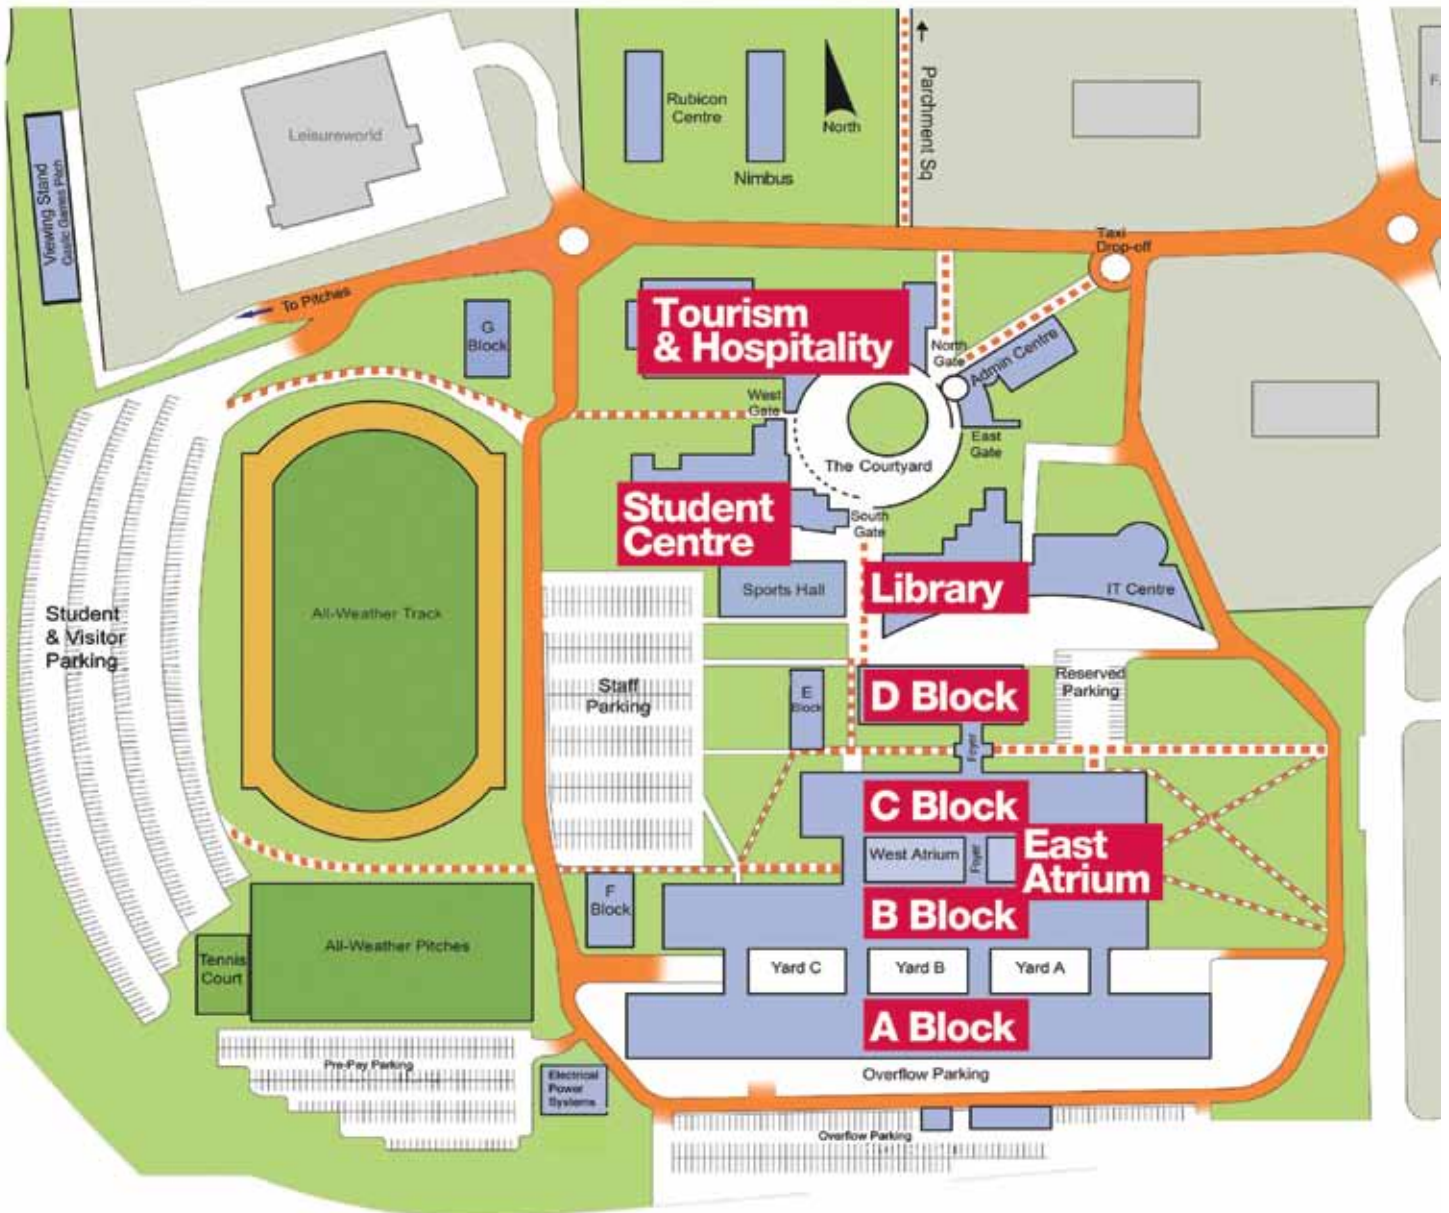 Leisureworld
Viewing Stand
Gaelic Games Pitch
Rubicon
Centre
Nimbus
North
Parchment Sq
Taxi
Drop-off
To Pitches
G
Block
Tourism
& Hospitality
North
Gate
Admin Centre
West
Gate
East
Gate
The Courtyard
Student
Centre
South
Gate
Sports Hall
Library
IT Centre
All-Weather Track
Student
& Visitor
Parking
Staff
Parking
E
Block
D Block
Reserved
Parking
Foyer
C Block
West Atrium
Foyer
East
Atrium
F
Block
B Block
All-Weather Pitches
Tennis
Court
Yard C
Yard B
Yard A
A Block
Pre-Pay Parking
Electrical
Power
Systems
Overflow Parking
Overflow Parking